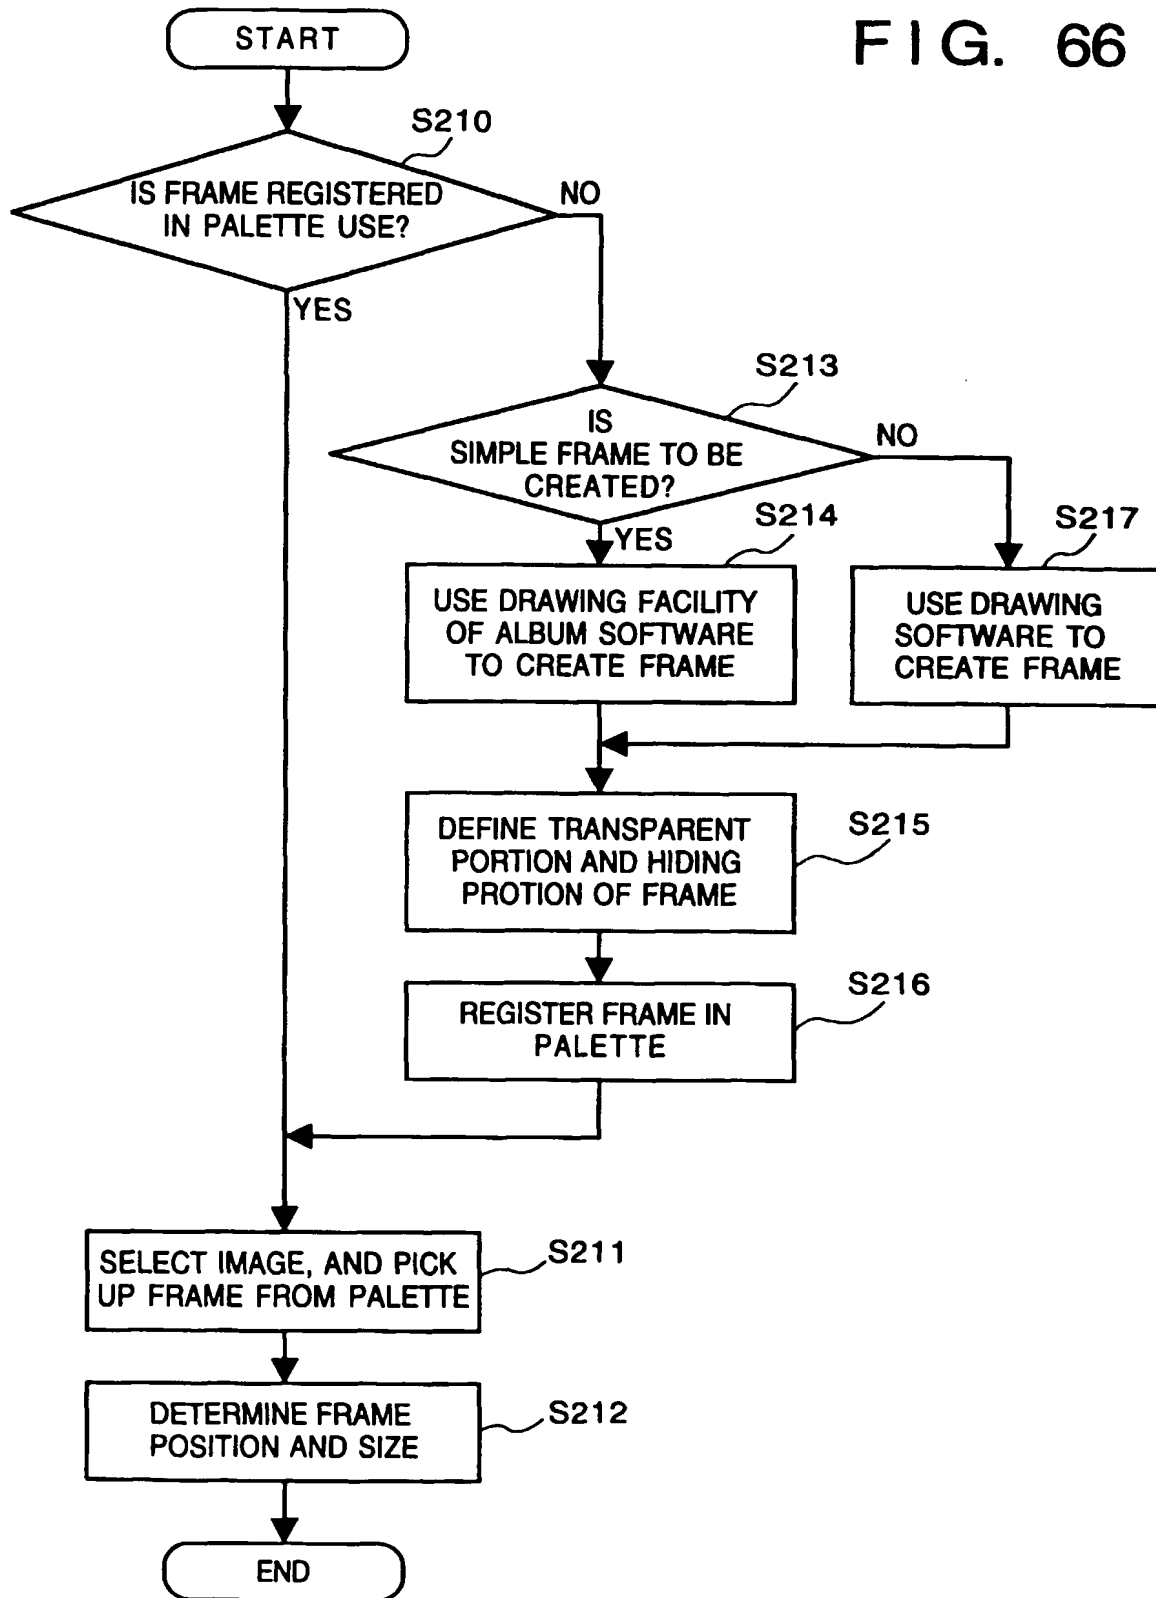 FIG. 66
START
S210
IS FRAME REGISTERED
IN PALETTE USE?
NO
YES
S213
IS
SIMPLE FRAME TO BE
CREATED?
NO
YES
S214
USE DRAWING FACILITY
OF ALBUM SOFTWARE
TO CREATE FRAME
S217
USE DRAWING
SOFTWARE TO
CREATE FRAME
DEFINE TRANSPARENT
PORTION AND HIDING
PROTION OF FRAME
S215
REGISTER FRAME IN
PALETTE
S216
SELECT IMAGE, AND PICK
UP FRAME FROM PALETTE
S211
DETERMINE FRAME
POSITION AND SIZE
S212
END